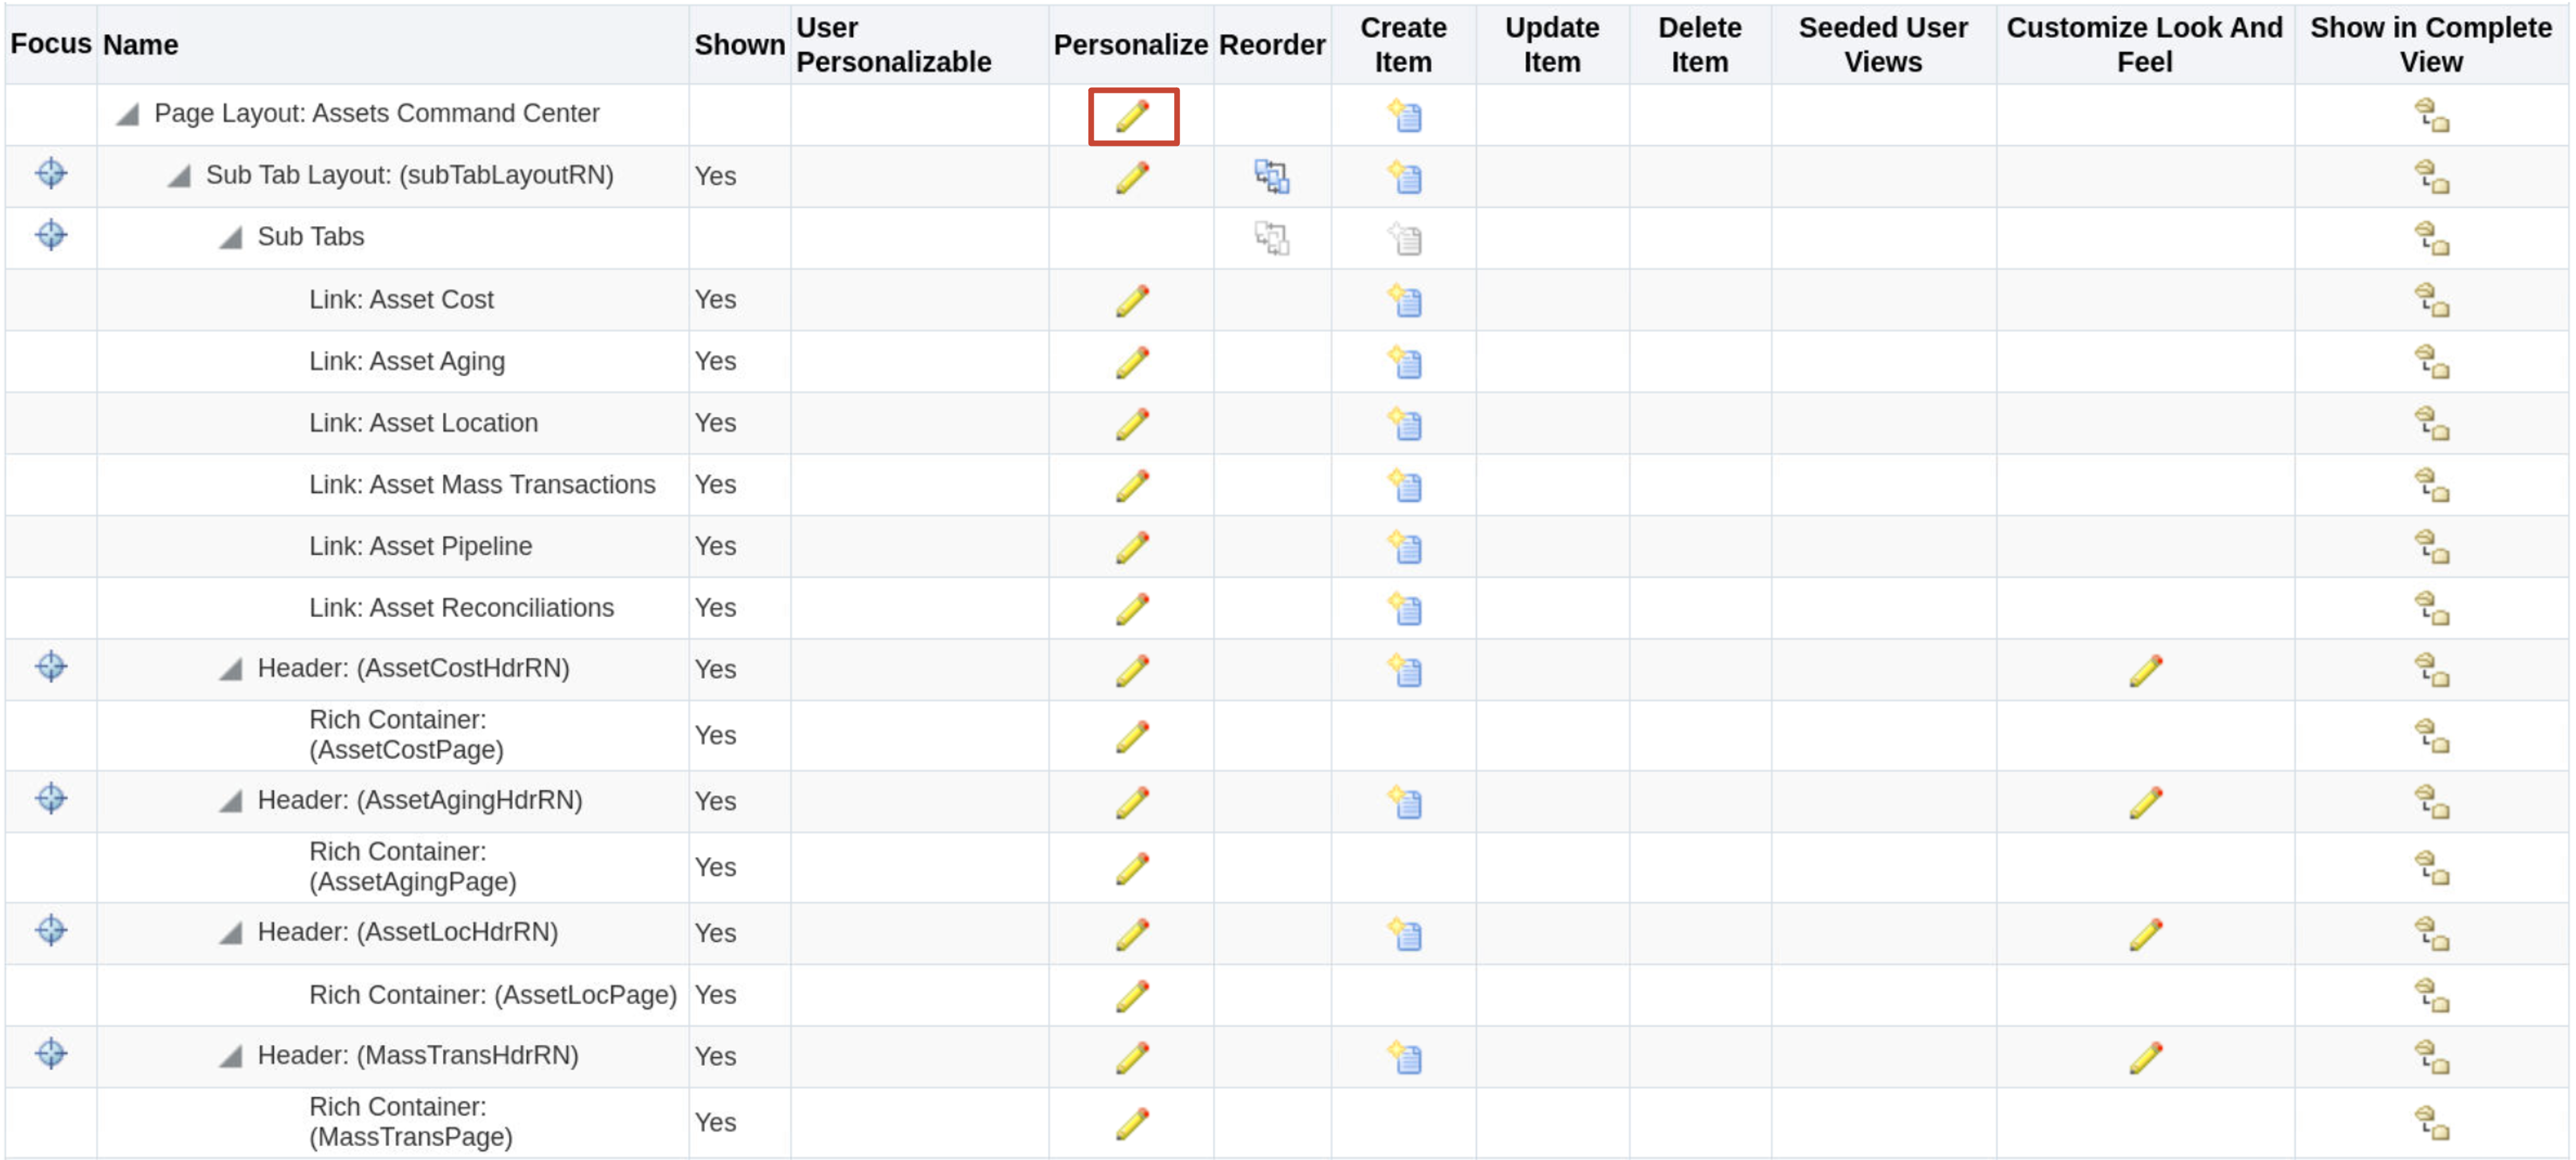 Focus Name Shown User Personalizable Personalize Reorder Create Item Update Item Delete Item Seeded User Views Customize Look And Feel Show in Complete View
Page Layout: Assets Command Center
Sub Tab Layout: (subTabLayoutRN) Yes
Sub Tabs
Link: Asset Cost Yes
Link: Asset Aging Yes
Link: Asset Location Yes
Link: Asset Mass Transactions Yes
Link: Asset Pipeline Yes
Link: Asset Reconciliations Yes
Header: (AssetCostHdrRN) Yes
Rich Container:
(AssetCostPage) Yes
Header: (AssetAgingHdrRN) Yes
Rich Container:
(AssetAgingPage) Yes
Header: (AssetLocHdrRN) Yes
Rich Container: (AssetLocPage) Yes
Header: (MassTransHdrRN) Yes
Rich Container:
(MassTransPage) Yes